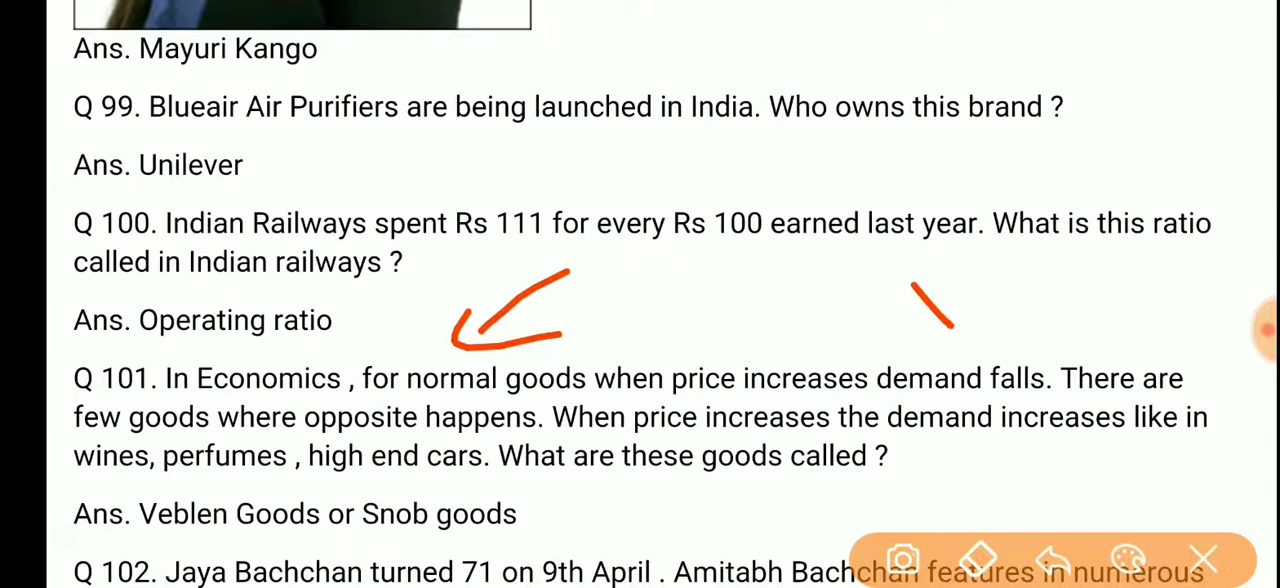 Ans. Mayuri Kango
Q 99. Blueair Air Purifiers are being launched in India. Who owns this brand ?
Ans. Unilever
Q 100. Indian Railways spent Rs 111 for every Rs 100 earned last year. What is this ratio
called in Indian railways ?
Ans. Operating ratio
Q 101. In Economics , for normal goods when price increases demand falls. There are
few goods where opposite happens. When price increases the demand increases like in
wines, perfumes , high end cars. What are these goods called ?
Ans. Veblen Goods or Snob goods
Q 102. Jaya Bachchan turned 71 on 9th April . Amitabh Bachchan features in numerous